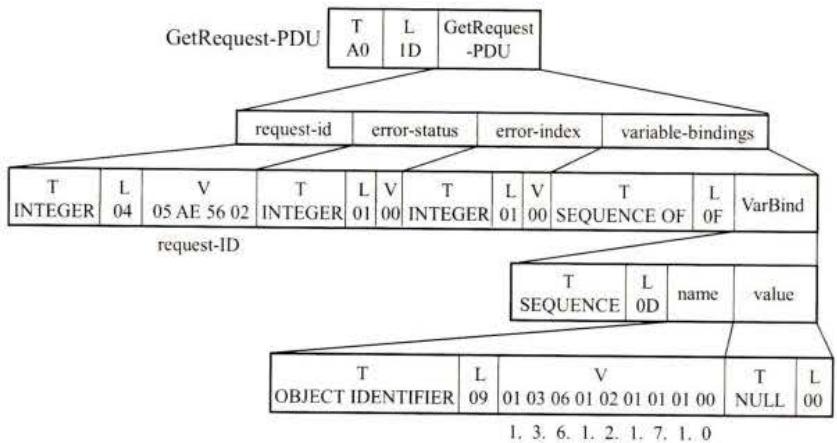 GetRequest-PDU
T
A0
L
1D
GetRequest
-PDU
request-id
error-status
error-index
variable-bindings
T
INTEGER
L
04
V
05 AE 56 02
T
INTEGER
L
01
V
00
T
INTEGER
L
01
V
00
T
SEQUENCE OF
L
0F
VarBind
request-ID
T
SEQUENCE
L
0D
name
value
T
OBJECT IDENTIFIER
L
09
V
01 03 06 01 02 01 01 01 00
T
NULL
L
00
1. 3. 6. 1. 2. 1. 7. 1. 0